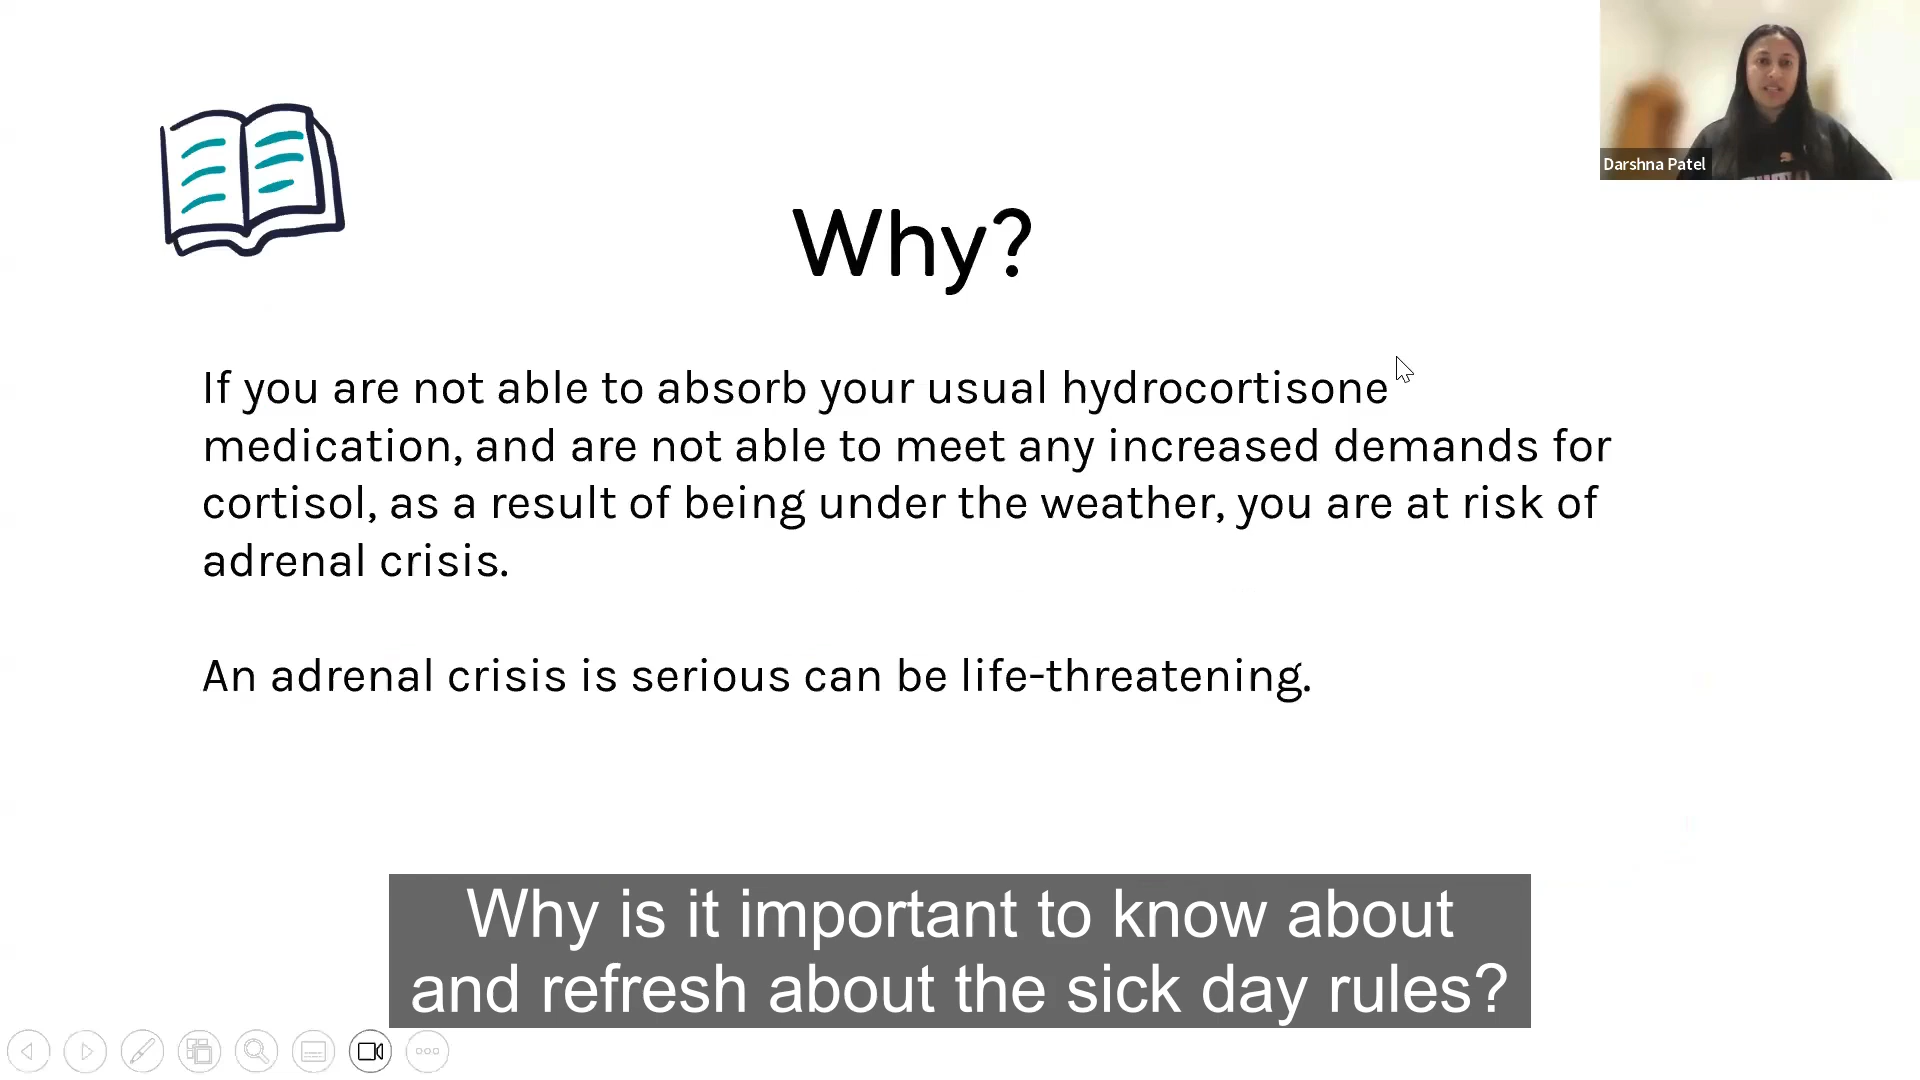 Darshna Patel
Why?
If you are not able to absorb your usual hydrocortisone
medication, and are not able to meet any increased demands for
cortisol, as a result of being under the weather, you are at risk of
adrenal crisis.
An adrenal crisis is serious can be life-threatening.
Why is it important to know about
and refresh about the sick day rules?